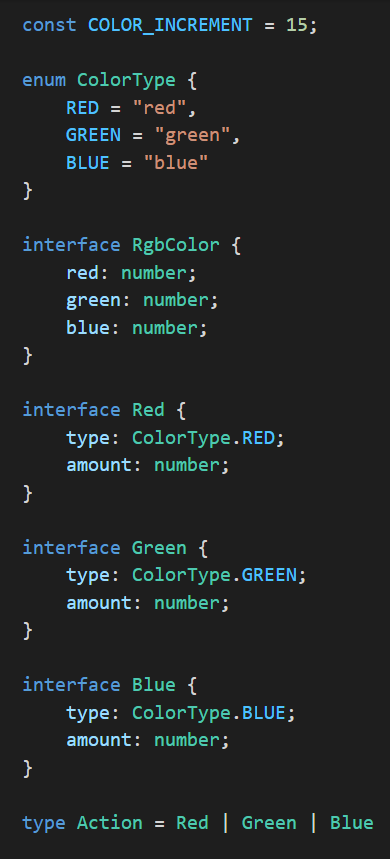 const COLOR_INCREMENT = 15;
enum ColorType {
    RED = "red",
    GREEN = "green",
    BLUE = "blue"
}
interface RgbColor {
    red: number;
    green: number;
    blue: number;
}
interface Red {
    type: ColorType.RED;
    amount: number;
}
interface Green {
    type: ColorType.GREEN;
    amount: number;
}
interface Blue {
    type: ColorType.BLUE;
    amount: number;
}
type Action = Red | Green | Blue